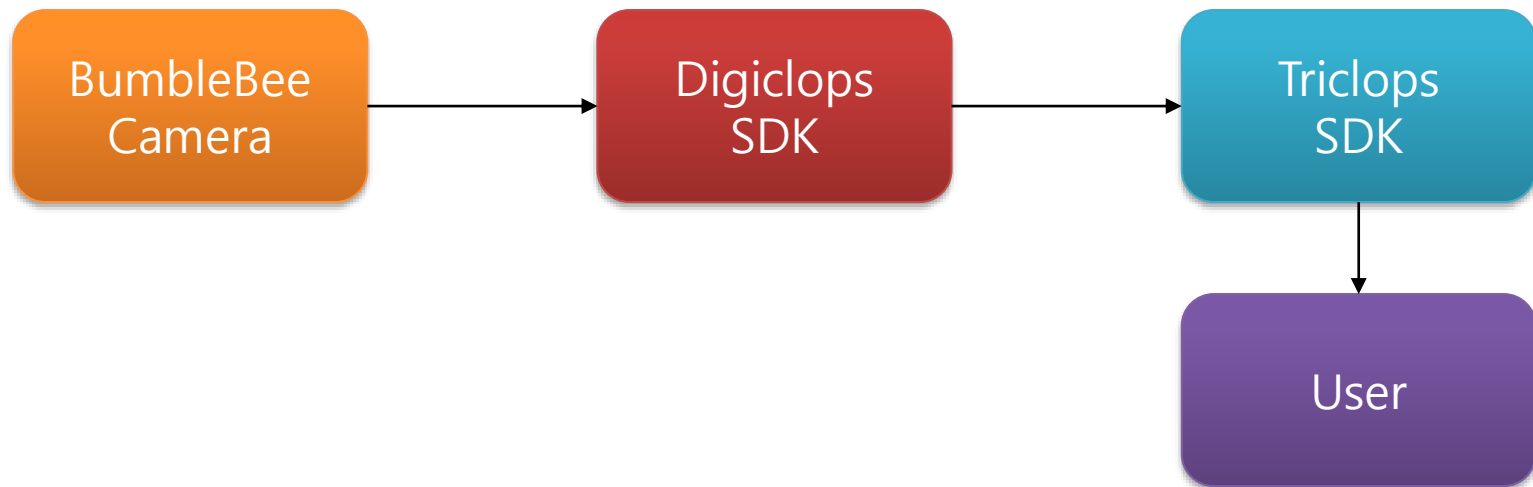 BumbleBee
Camera
Digiclops
SDK
Triclops
SDK
User